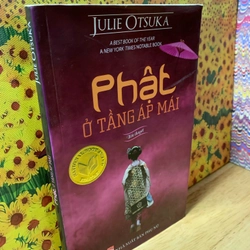 JULIE OTSUKA
A BEST BOOK OF THE YEAR
A NEW YORK TIMES NOTABLE BOOK
Phật
Ở TẦNG ÁP MÁI